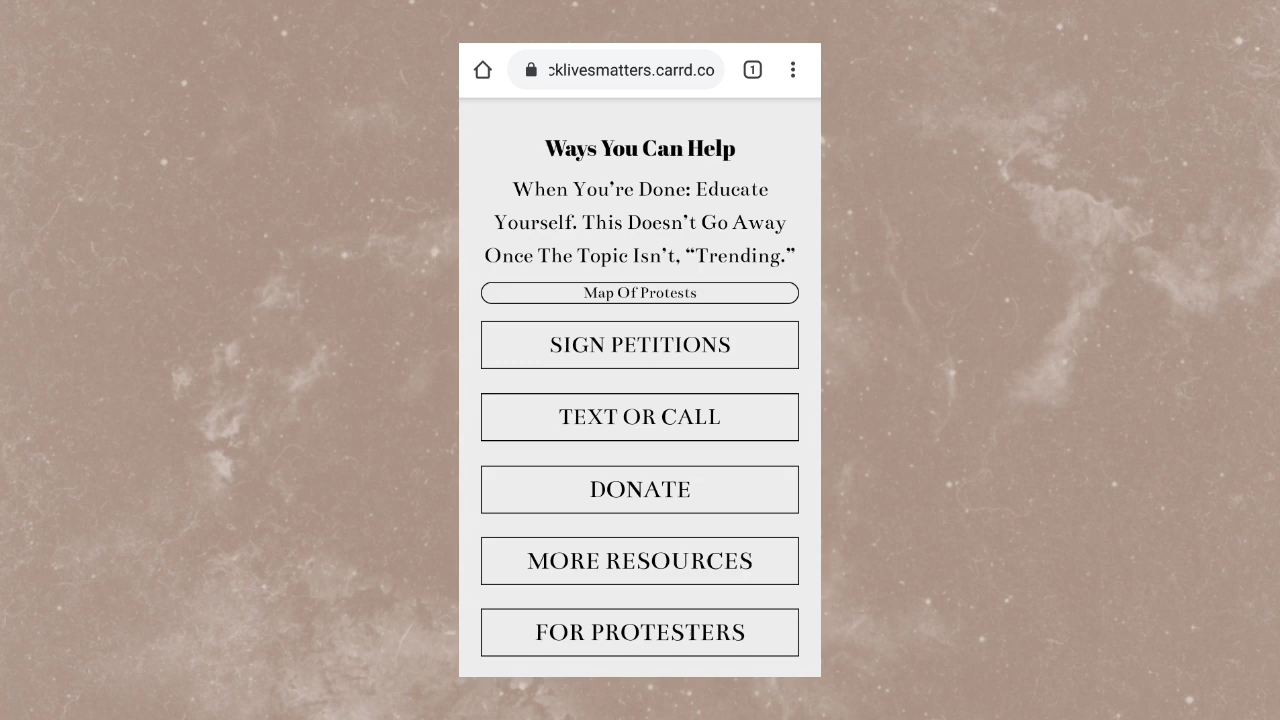 cklivesmatters.carrd.co
1
Ways You Can Help
When You’re Done: Educate
Yourself. This Doesn’t Go Away
Once The Topic Isn’t, “Trending.”
Map Of Protests
SIGN PETITIONS
TEXT OR CALL
DONATE
MORE RESOURCES
FOR PROTESTERS